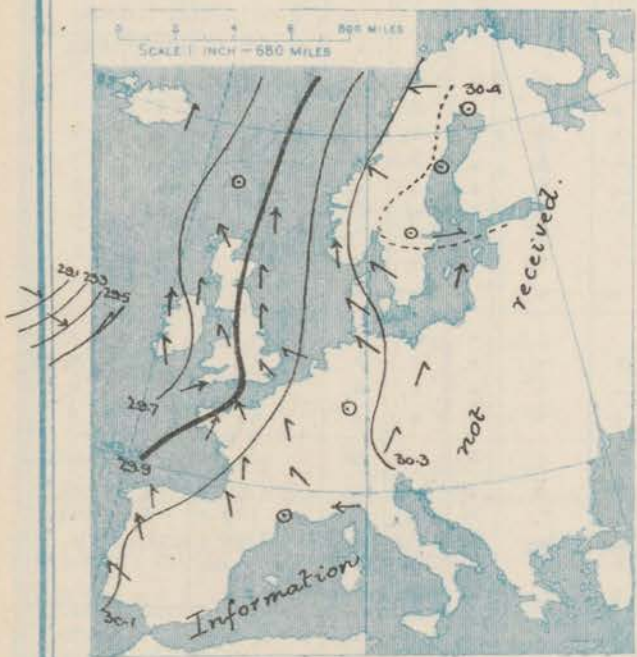 0 2 4 6 800 MILES
SCALE 1 INCH - 680 MILES
30.4
29.1
29.3
29.5
29.7
29.9
30.3
30.1
Information
not
received.